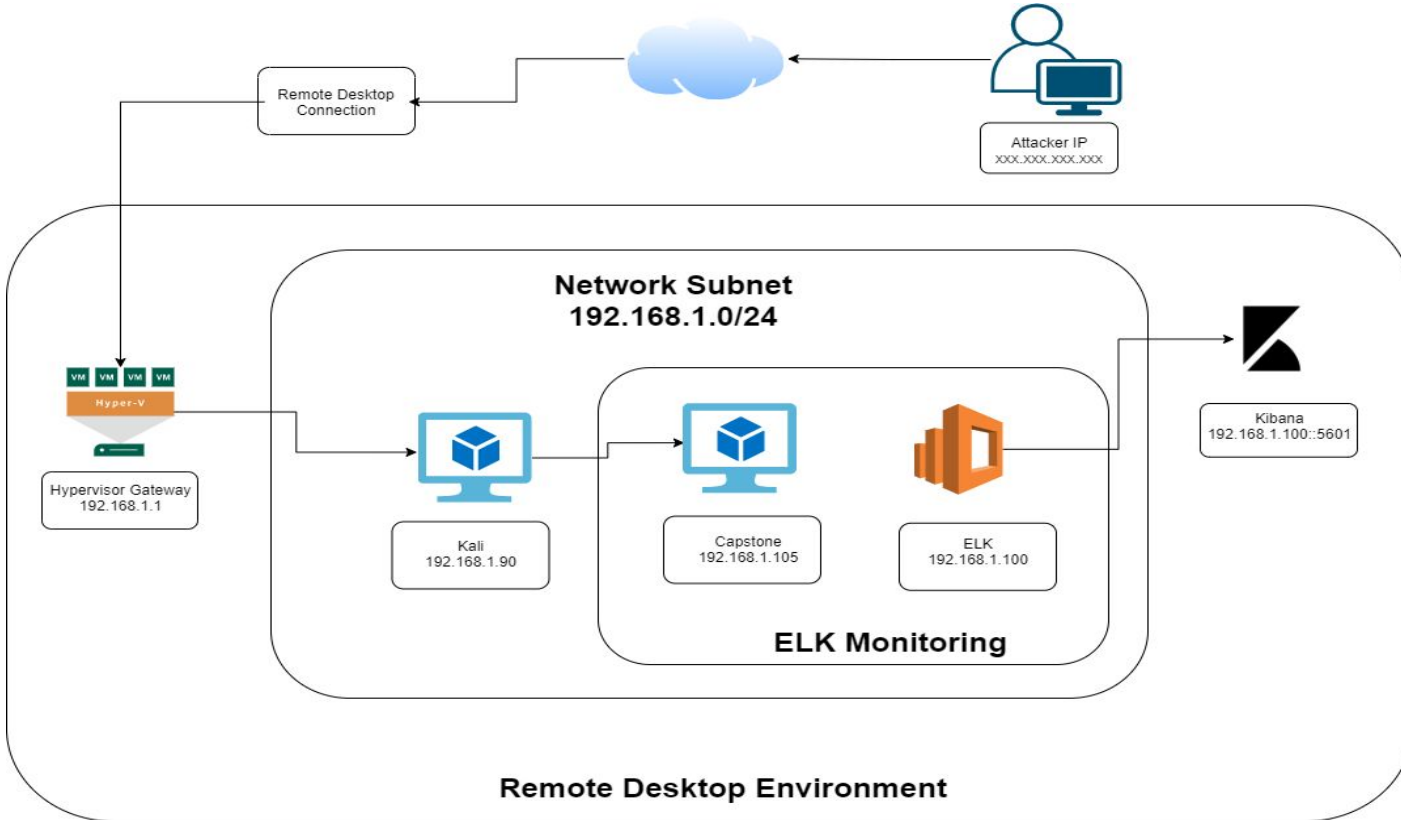 Remote Desktop
Connection
Attacker IP
xxx.xxx.xxx.xxx
Network Subnet
192.168.1.0/24
VM VM VM VM
Hyper-V
Hypervisor Gateway
192.168.1.1
Kali
192.168.1.90
Capstone
192.168.1.105
ELK
192.168.1.100
Kibana
192.168.1.100::5601
ELK Monitoring
Remote Desktop Environment